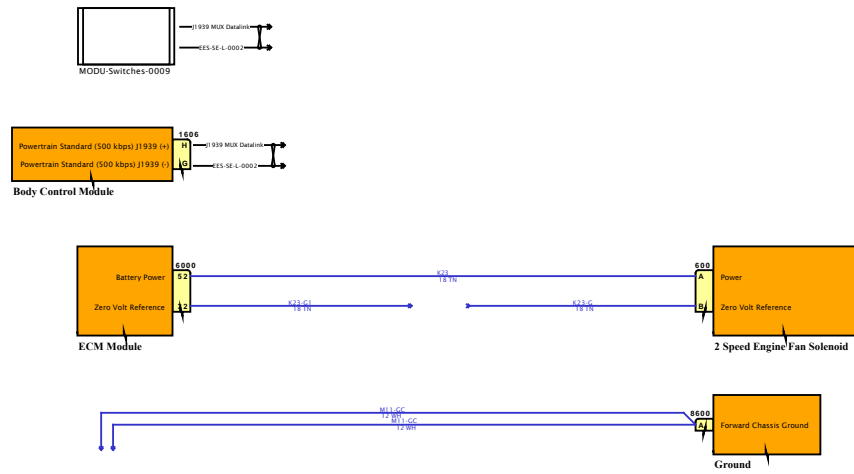 J1939 MUX Datalink
EES-SE-L-0002
MODU-Switches-0009
1606
Powertrain Standard (500 kbps) J1939 (+)
H
J1939 MUX Datalink
Powertrain Standard (500 kbps) J1939 (-)
G
EES-SE-L-0002
Body Control Module
6000
600
Battery Power
52
K23
18 TN
A
Power
Zero Volt Reference
2
K23-G1
18 TN
K23-G
18 TN
B
Zero Volt Reference
ECM Module
2 Speed Engine Fan Solenoid
M11-GC
12 WH
8600
M11-GC
12 WH
A
Forward Chassis Ground
Ground